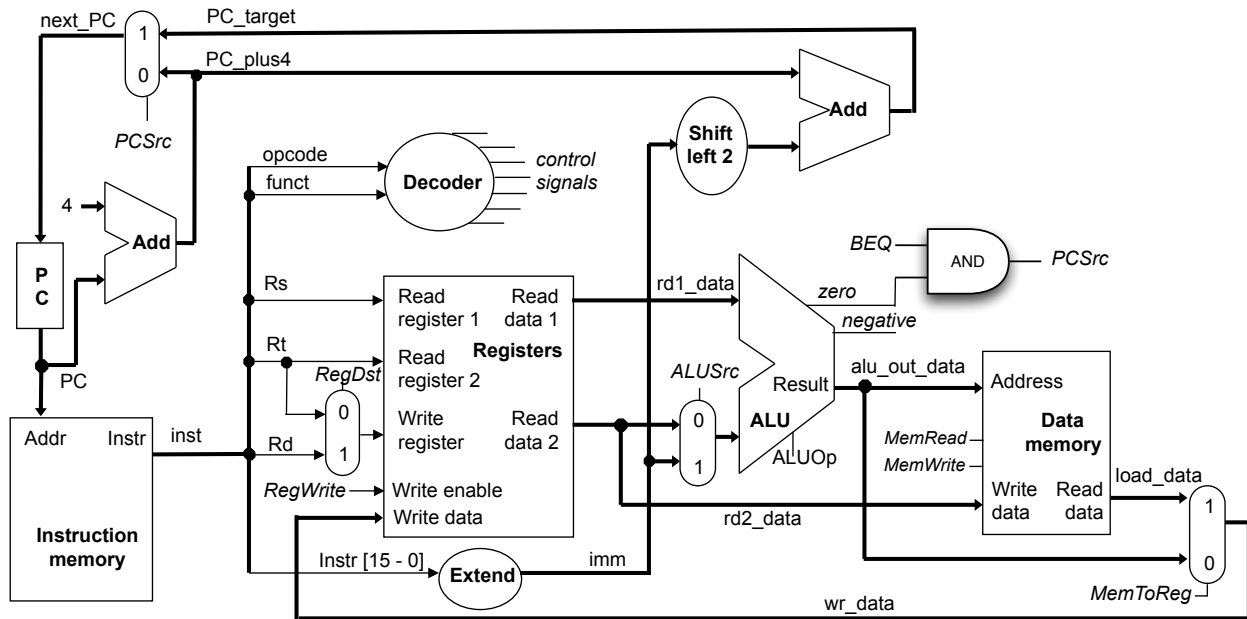 next_PC
PC_target
1
PC_plus4
0
PCSrc
Add
Shift
left 2
opcode
funct
Decoder
control
signals
4
Add
P
C
PC
BEQ
AND
PCSrc
Rs
Read
register 1
Read
data 1
rd1_data
zero
negative
Rt
Read
register 2
Registers
RegDst
0
1
Write
register
Read
data 2
ALUSrc
0
1
Result
ALU
ALUOp
alu_out_data
Address
Data
memory
MemRead
MemWrite
Addr
Instr
inst
Rd
RegWrite
Write enable
Write data
rd2_data
Write
data
Read
data
load_data
1
0
MemToReg
Instruction
memory
Instr [15 - 0]
Extend
imm
wr_data